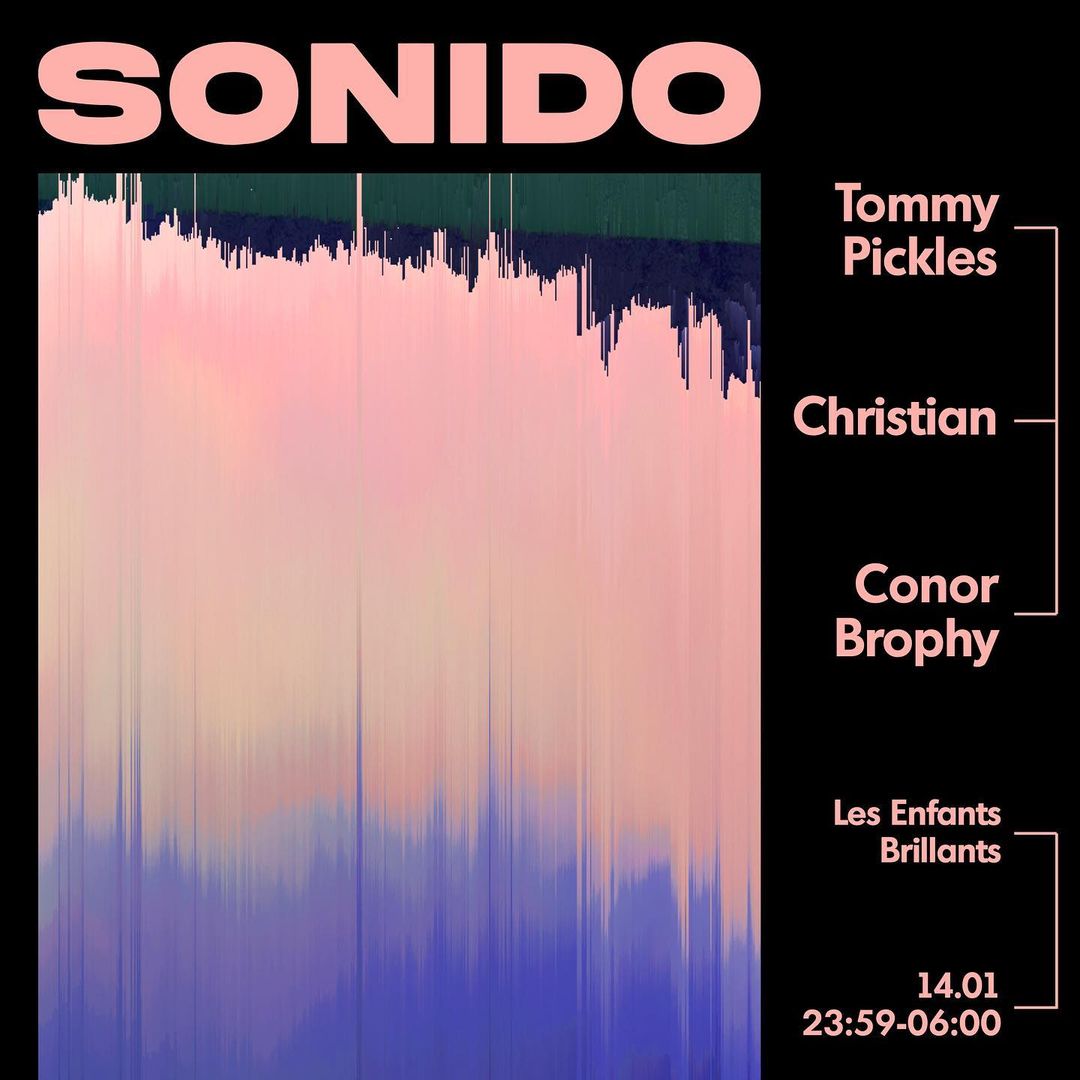 SONIDO
Tommy
Pickles
Christian
Conor
Brophy
Les Enfants
Brillants
14.01
23:59-06:00